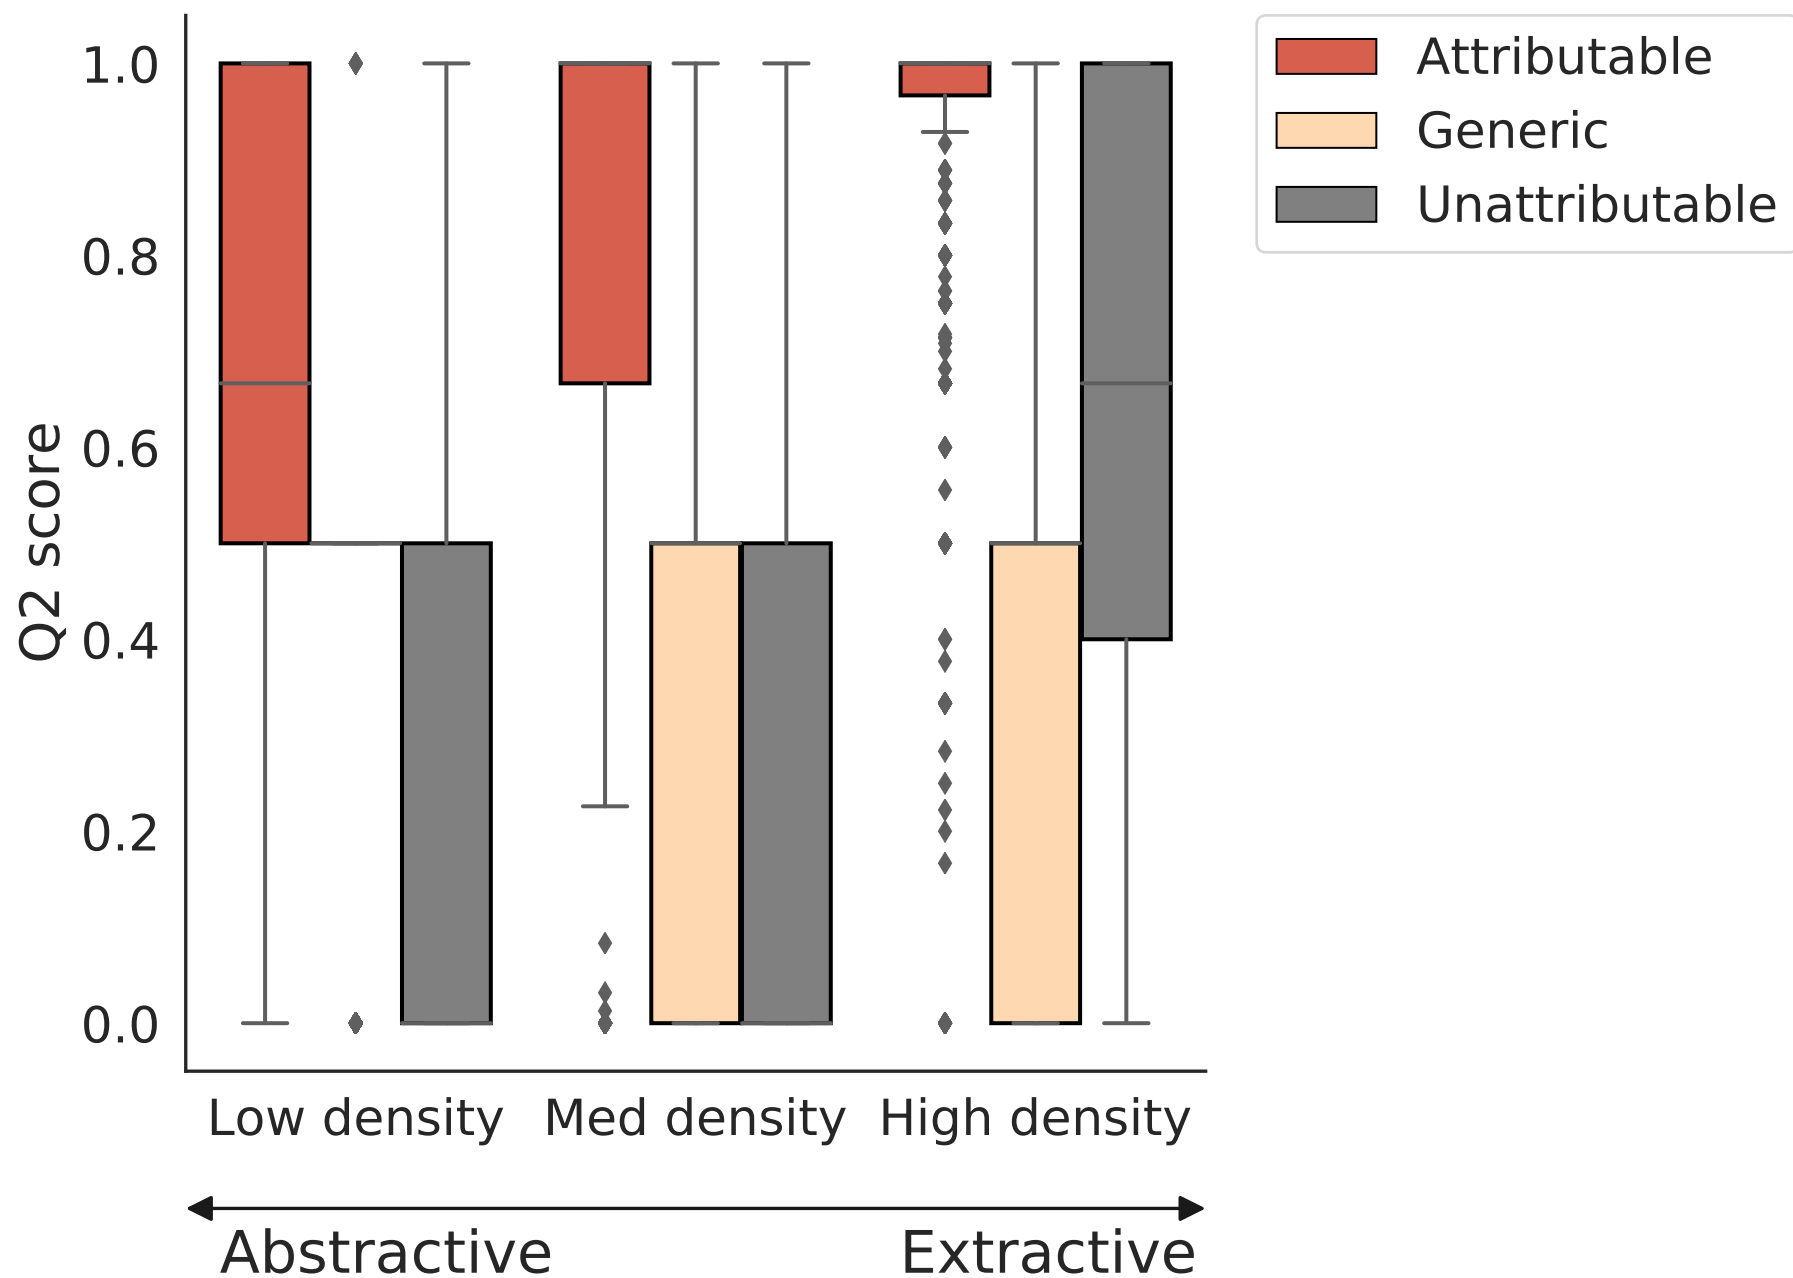 Q2 score
1.0
0.8
0.6
0.4
0.2
0.0
Low density
Med density
High density
Abstractive
Extractive
Attributable
Generic
Unattributable